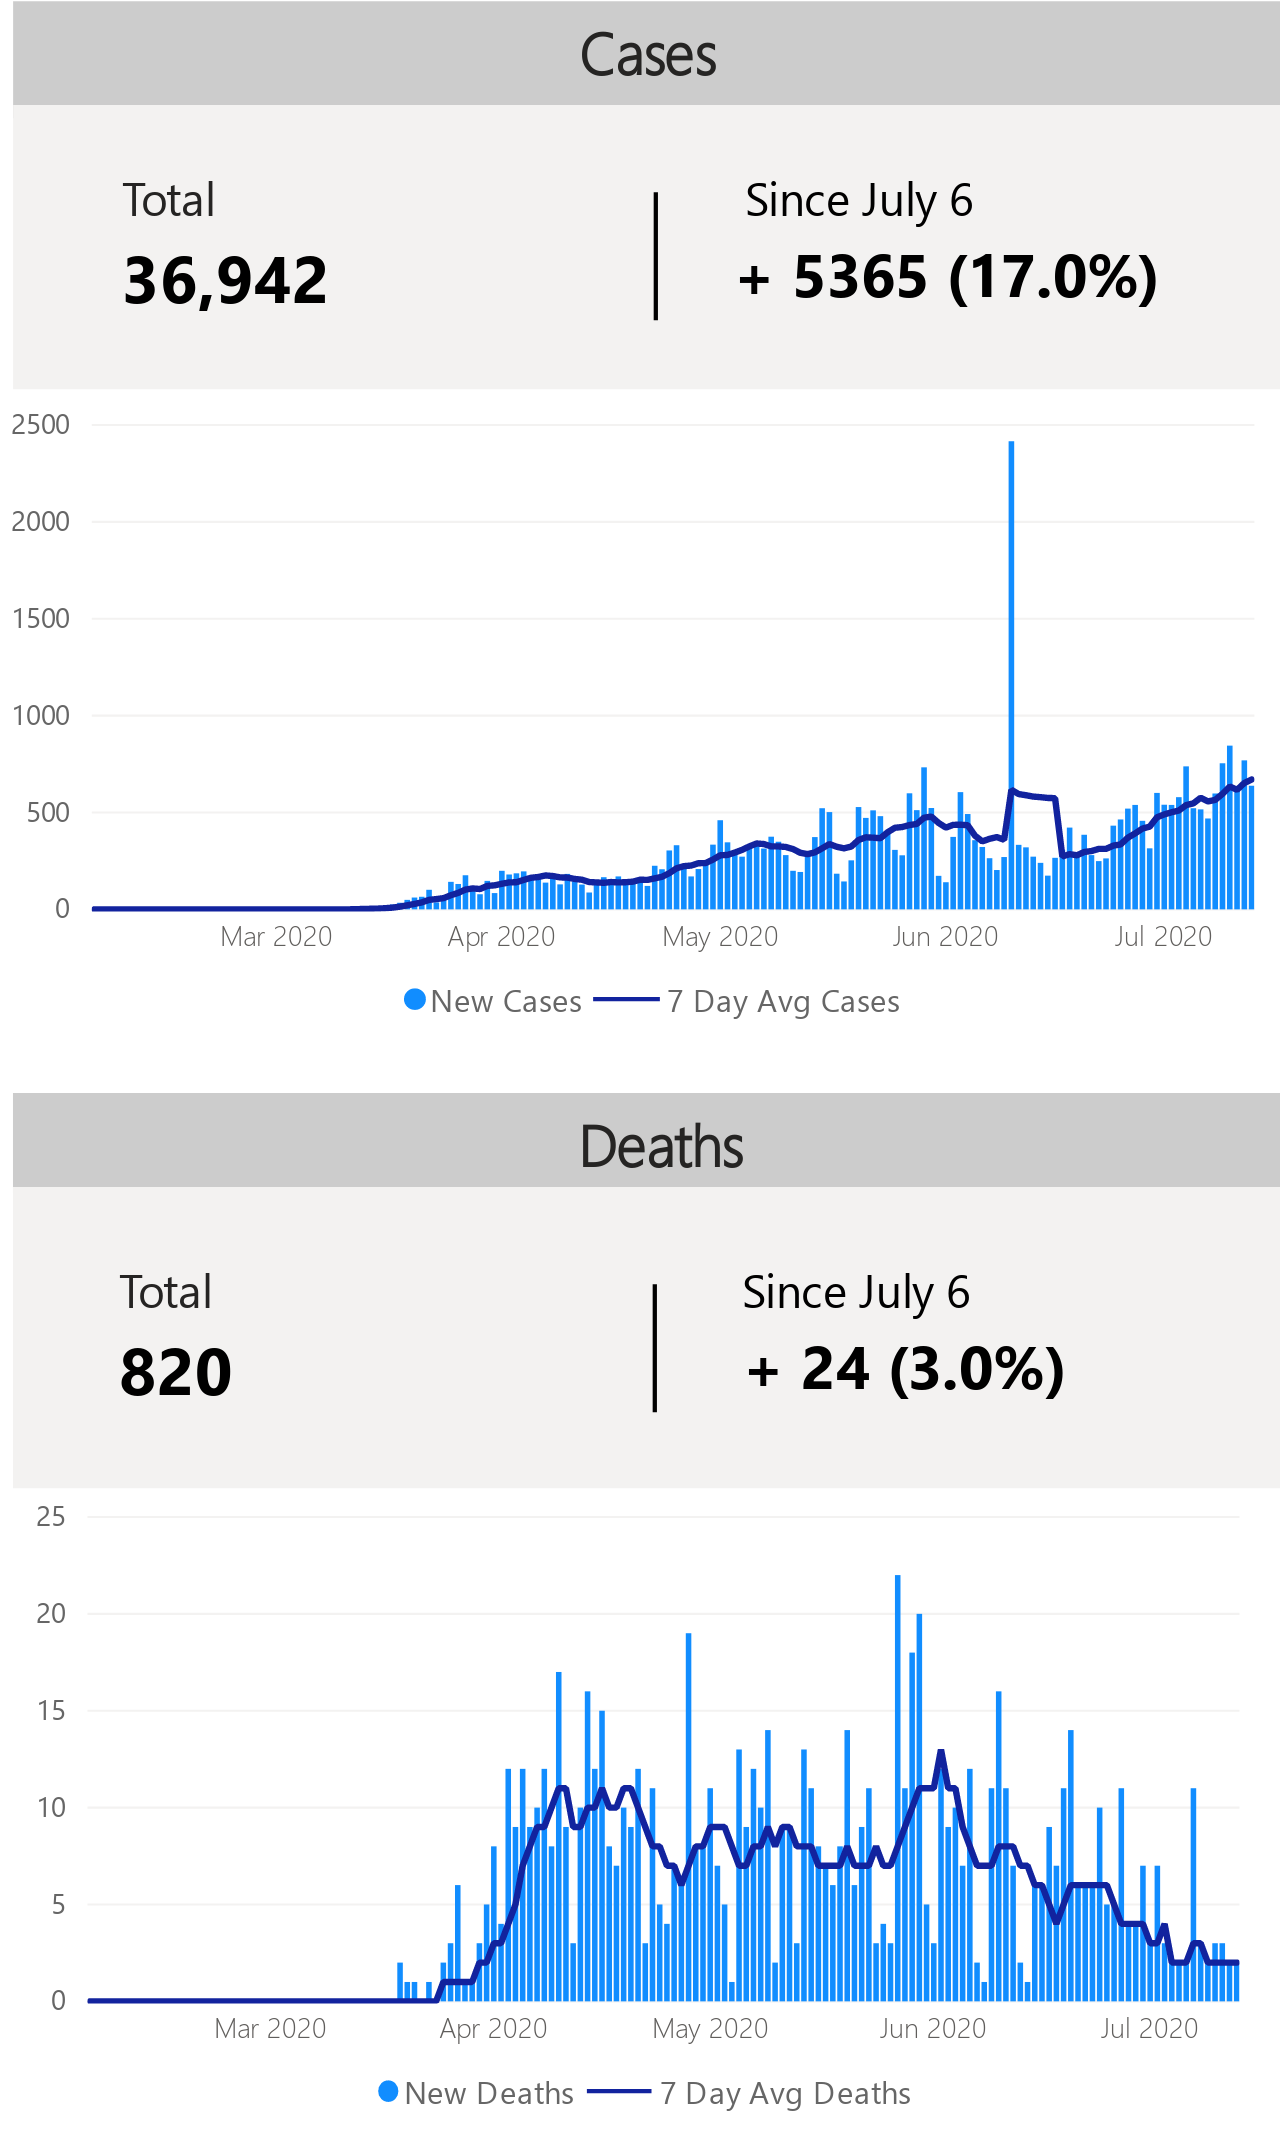 Cases
Total
Since July 6
36,942
+ 5365 (17.0%)
2500
2000
1500
1000
500
0
Mar 2020 Apr 2020 May 2020 Jun 2020 Jul 2020
New Cases 7 Day Avg Cases
Deaths
Total
Since July 6
820
+ 24 (3.0%)
25
20
15
10
5
0
Mar 2020 Apr 2020 May 2020 Jun 2020 Jul 2020
New Deaths 7 Day Avg Deaths